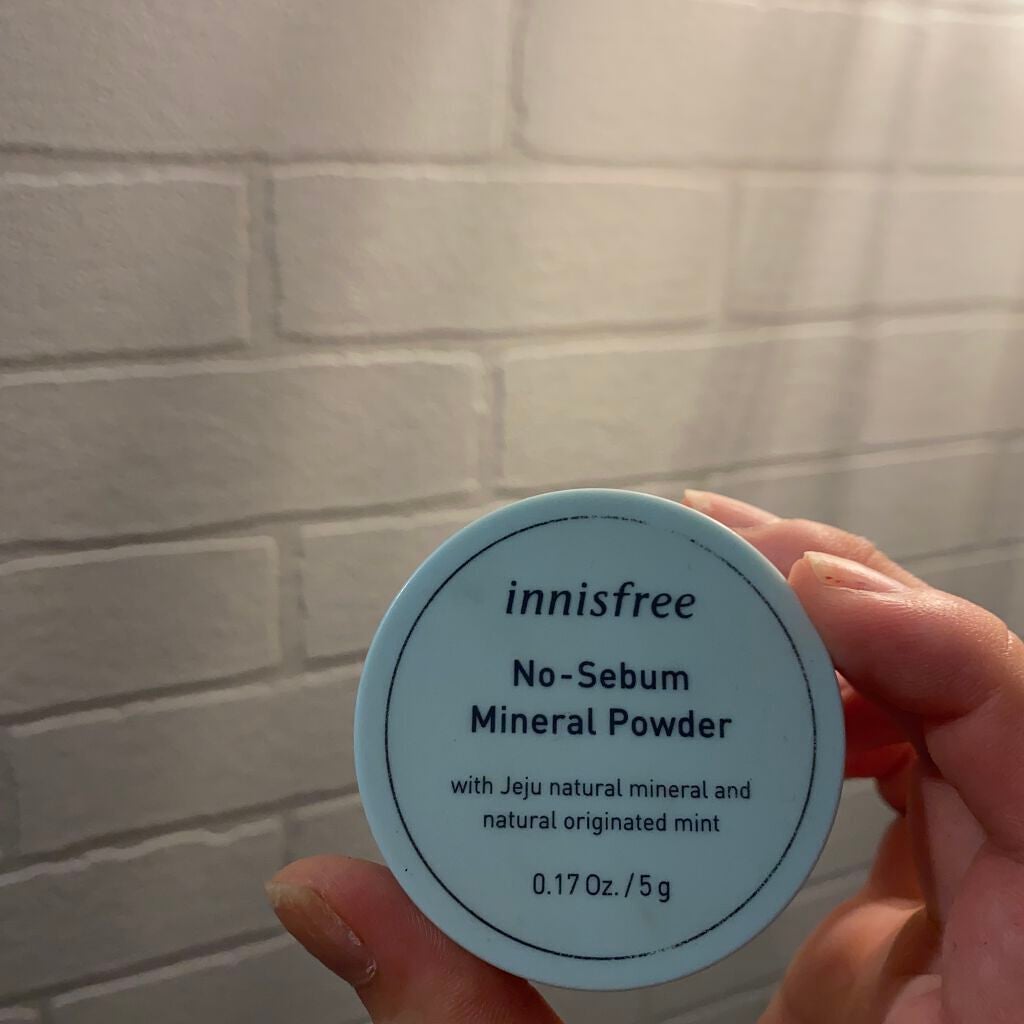 innisfree
No-Sebum
Mineral Powder
with Jeju natural mineral and
natural originated mint
0.17 Oz. / 5 g